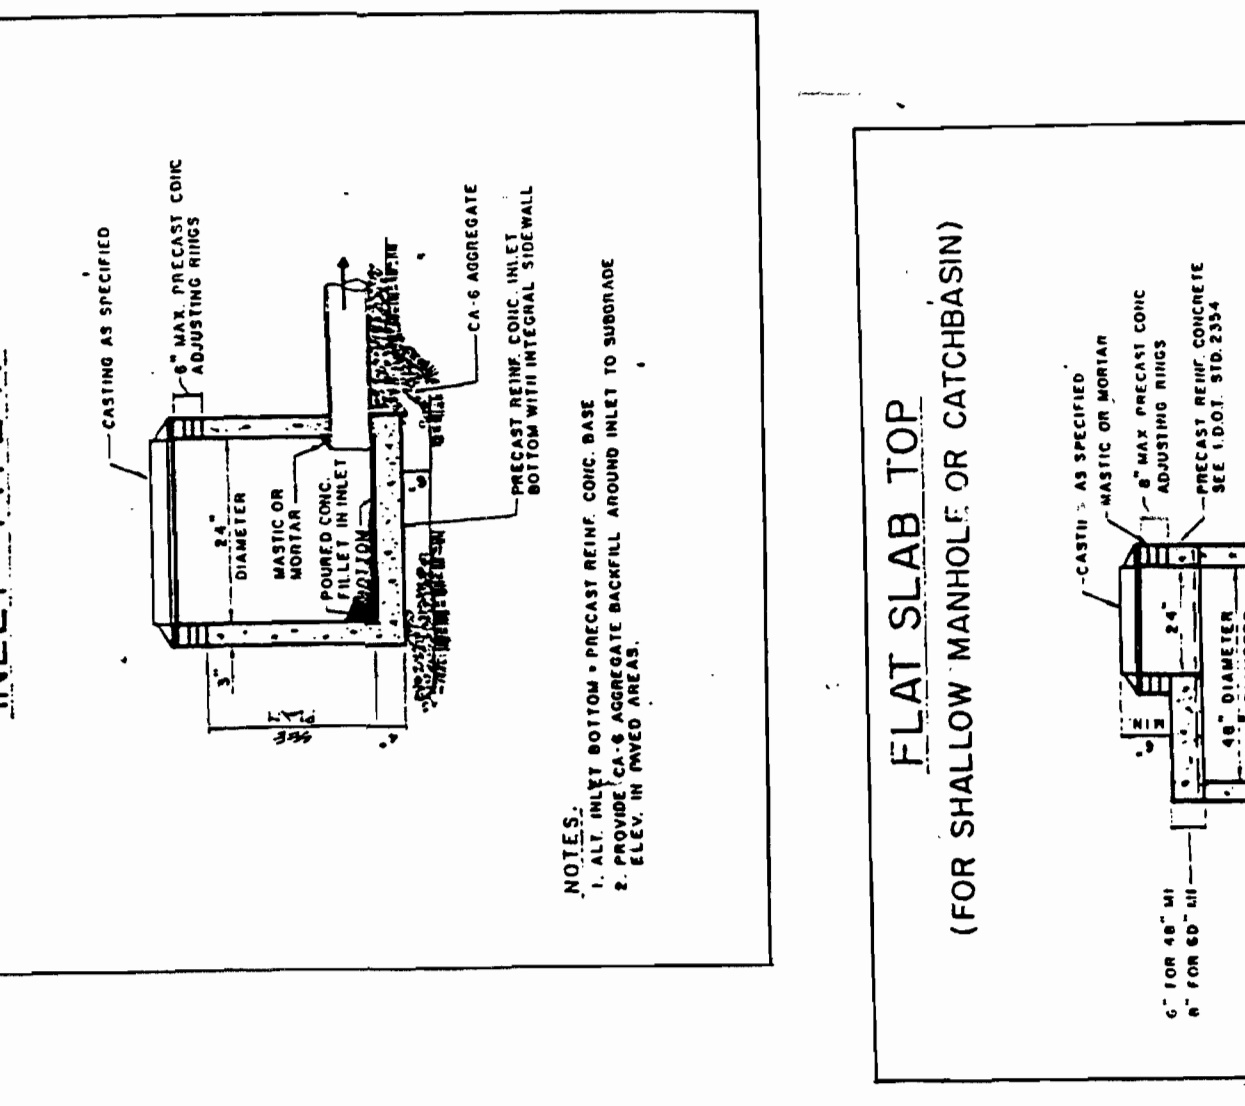 CASTING AS SPECIFIED
6" MAX. PRECAST CONC
ADJUSTING RINGS
24"
DIAMETER
MASTIC OR
MORTAR
POURED CONC.
FILLET IN INLET
BOTTOM
3"
CA-6 AGGREGATE
PRECAST REINF. CONC. INLET
BOTTOM WITH INTEGRAL SIDEWALL
NOTES:
1. ALT. INLET BOTTOM = PRECAST REINF. CONC. BASE
2. PROVIDE CA-6 AGGREGATE BACKFILL AROUND INLET TO SUBGRADE
ELEV. IN PAVED AREAS.
FLAT SLAB TOP
(FOR SHALLOW MANHOLE OR CATCHBASIN)
AS SPECIFIED
MASTIC OR MORTAR
8" MAX PRECAST CONC
ADJUSTING RINGS
PRECAST REINF. CONCRETE
SEE I.D.O.T. STD. 2354
24"
48" DIAMETER
6" MIN.
6" FOR 48" MH
8" FOR 60" MH